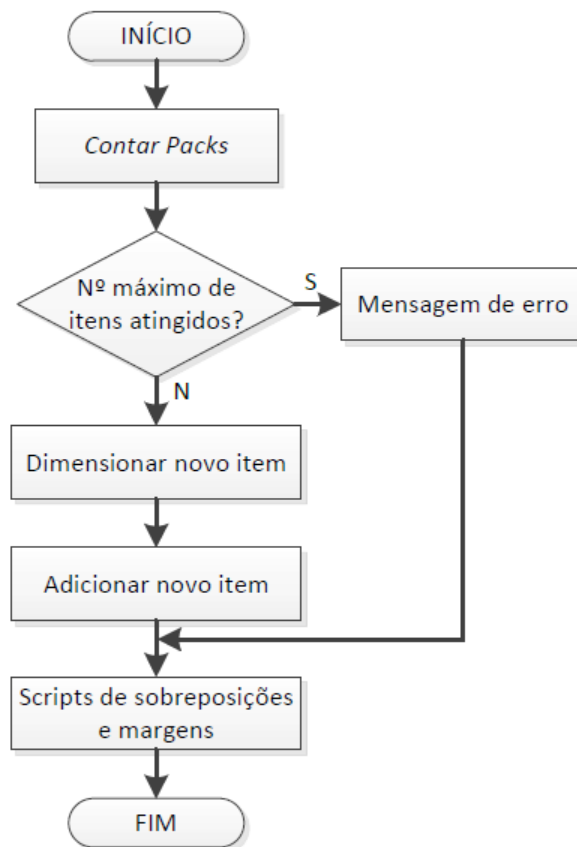 INÍCIO
Contar Packs
Nº máximo de
itens atingidos?
S
Mensagem de erro
N
Dimensionar novo item
Adicionar novo item
Scripts de sobreposições
e margens
FIM